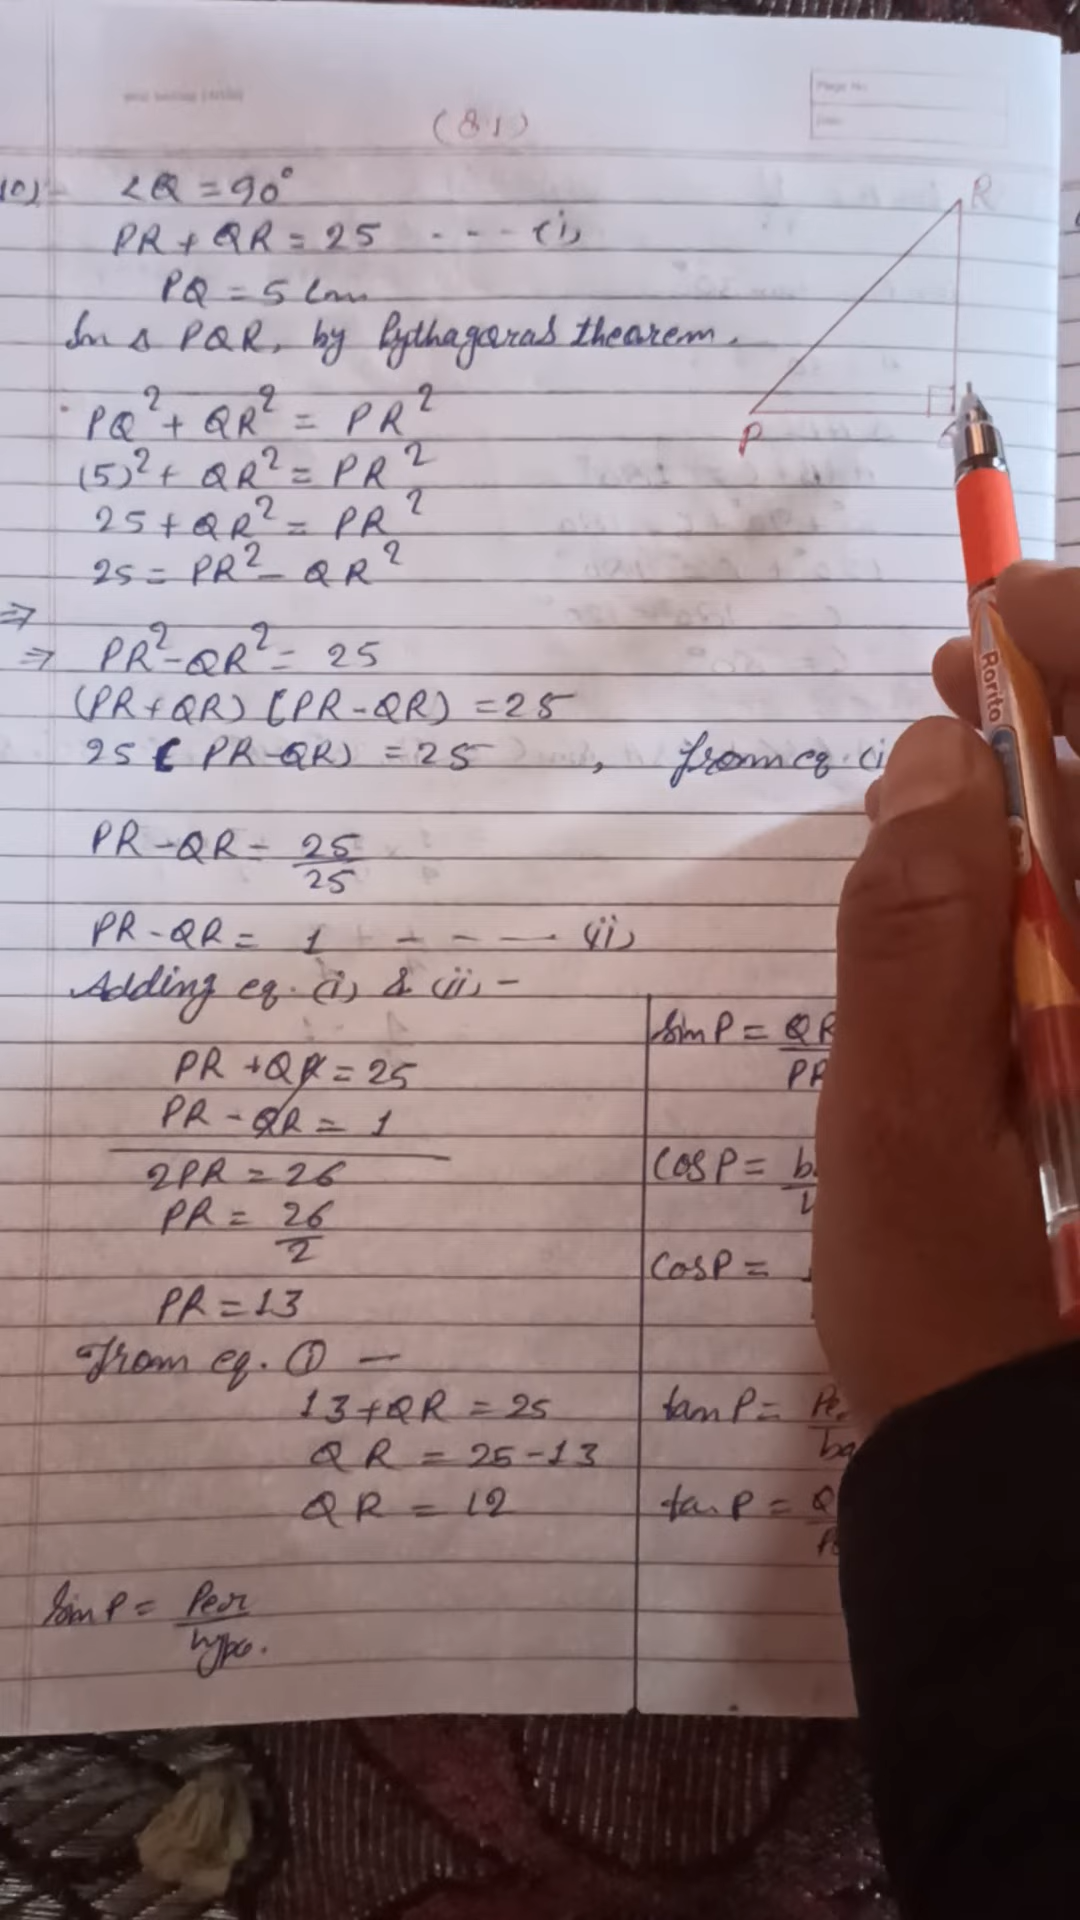 (81)
10)- ∠Q = 90°
PR + QR = 25 ---- (i)
PQ = 5 cm
In Δ PQR, by Pythagoras theorem.
PQ² + QR² = PR²
(5)² + QR² = PR²
25 + QR² = PR²
25 = PR² - QR²
⇒
⇒ PR² - QR² = 25
(PR + QR) (PR - QR) = 25
25 (PR - QR) = 25 , from eq. (i
PR - QR = 25/25
PR - QR = 1 ---- (ii)
Adding eq. (i) & (ii) -
PR + QR = 25
PR - QR = 1
2PR = 26
PR = 26/2
PR = 13
From eq. (i) -
13 + QR = 25
QR = 25 - 13
QR = 12
Sin P = Per/hypo.
Sin P = QR/PR
Cos P =
Cos P =
tan P =
tan P =
R
P
Rorito